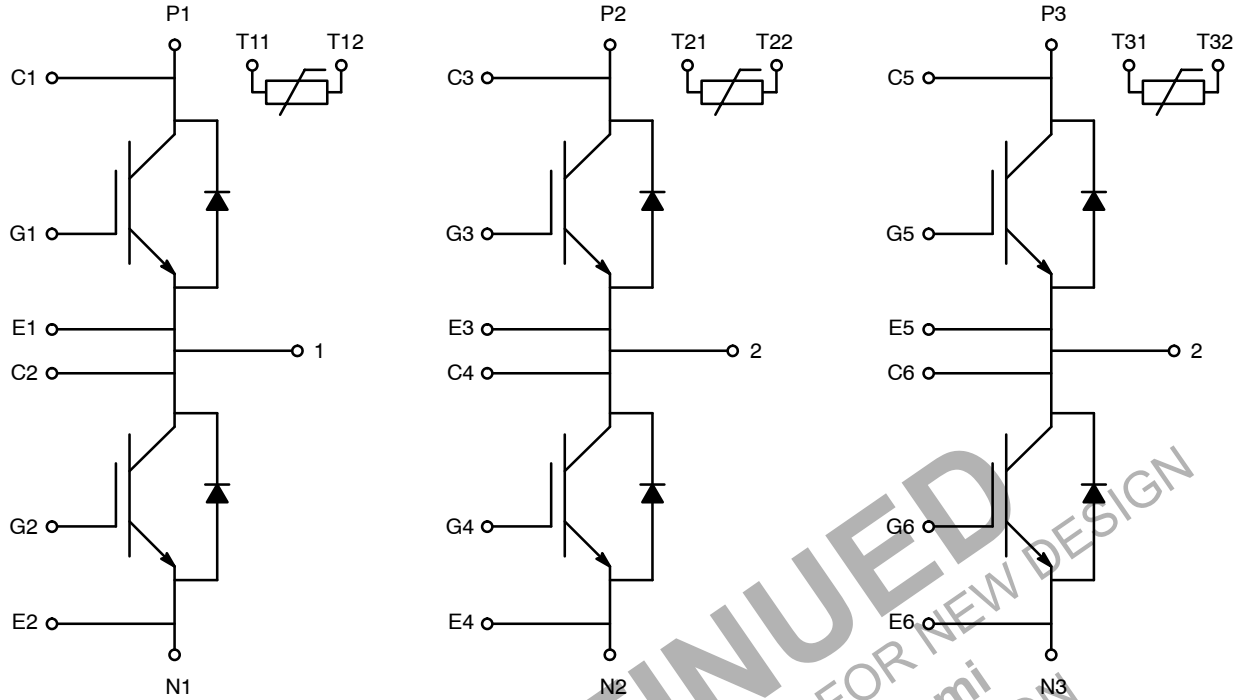 P1
P2
P3
T11 T12
T21 T22
T31 T32
C1
C3
C5
G1
G3
G5
E1
E3
E5
1
2
2
C2
C4
C6
G2
G4
G6
E2
E4
E6
N1
N2
N3
FOR NEW DESIGN